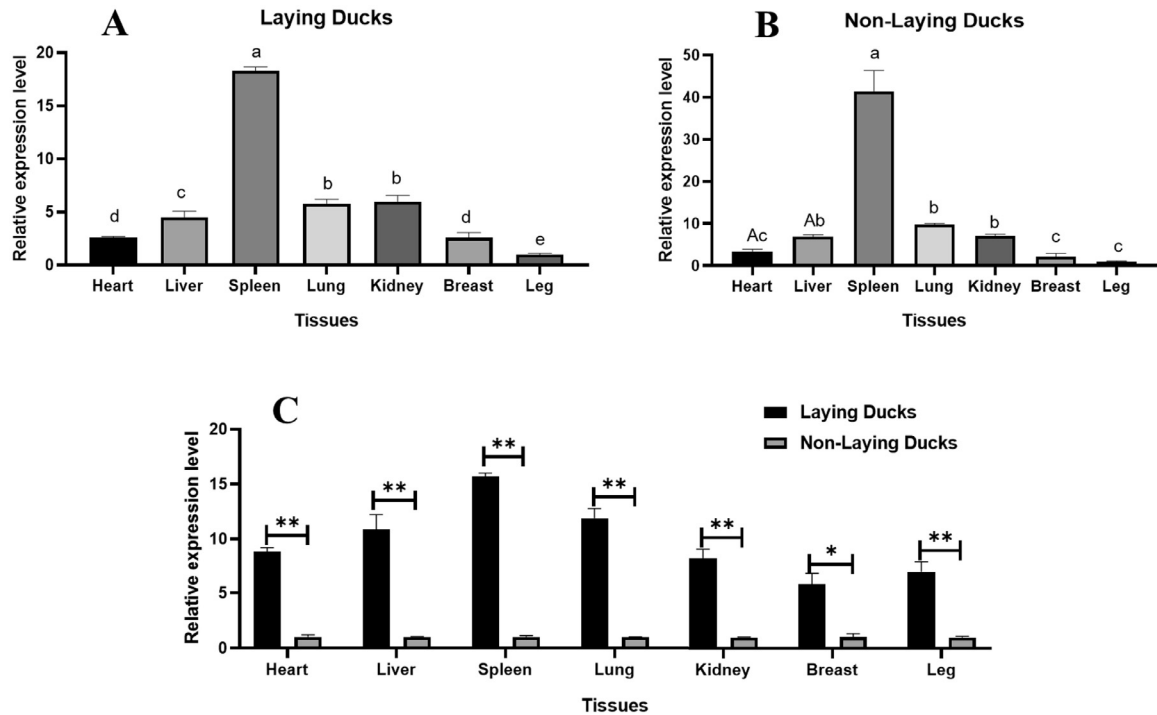 A
Laying Ducks
Relative expression level
20
15
10
5
0
a
b
b
c
d
d
e
Heart Liver Spleen Lung Kidney Breast Leg
Tissues
B
Non-Laying Ducks
Relative expression level
50
40
30
20
10
0
a
Ac
Ab
b
b
c
c
Heart Liver Spleen Lung Kidney Breast Leg
Tissues
C
Laying Ducks
Non-Laying Ducks
Relative expression level
20
15
10
5
0
** ** ** ** ** * **
Heart Liver Spleen Lung Kidney Breast Leg
Tissues